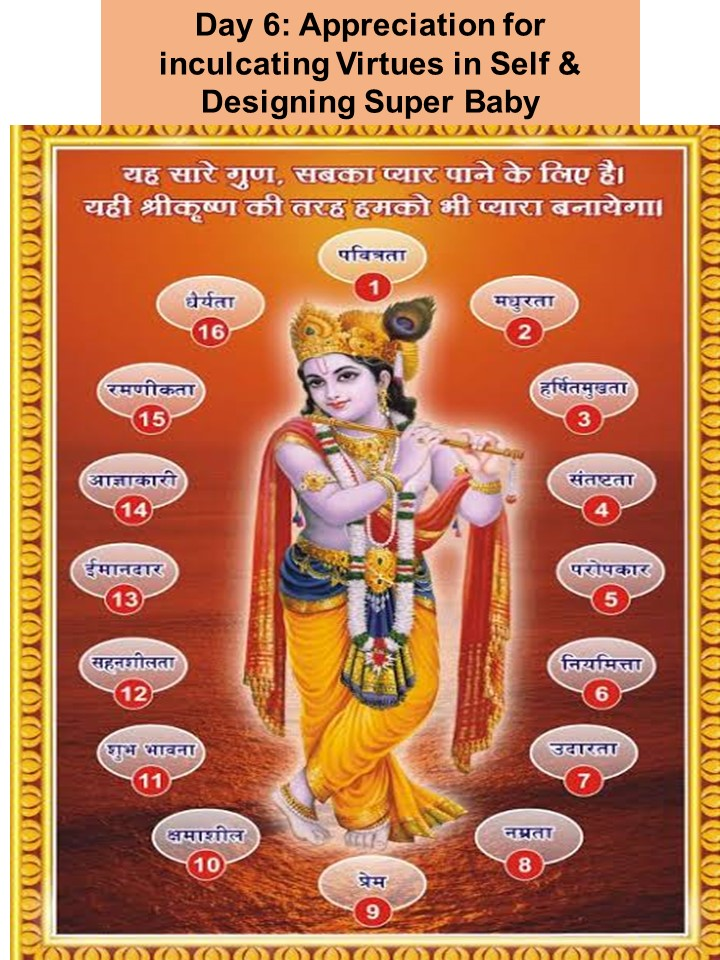 Day 6: Appreciation for
inculcating Virtues in Self &
Designing Super Baby
यह सारे गुण, सबका प्यार पाने के लिए है।
यही श्रीकृष्ण की तरह हमको भी प्यारा बनायेगा।
पवित्रता
1
मधुरता
2
हर्षितमुखता
3
संतष्टता
4
परोपकार
5
नियमित्ता
6
उदारता
7
नम्रता
8
प्रेम
9
क्षमाशील
10
शुभ भावना
11
सहनशीलता
12
ईमानदार
13
आज्ञाकारी
14
रमणीकता
15
धैर्यता
16